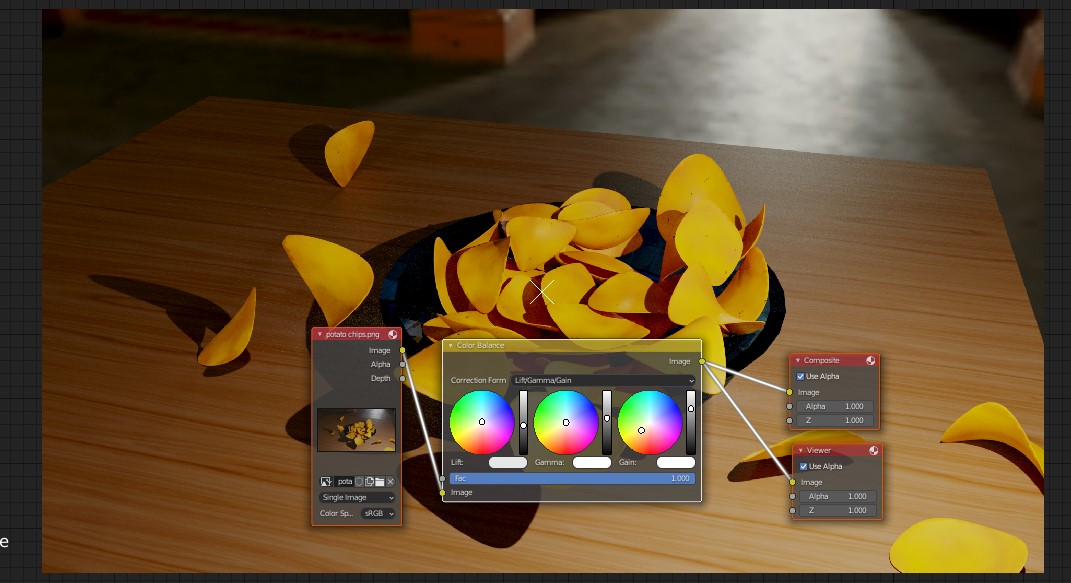 potato chips.png
Image
Alpha
Depth
pota
Single Image
Color Sp...
sRGB
Color Balance
Image
Correction Form
Lift/Gamma/Gain
Lift:
Gamma:
Gain:
Fac
1.000
Image
Composite
Use Alpha
Image
Alpha 1.000
Z 1.000
Viewer
Use Alpha
Image
Alpha 1.000
Z 1.000
e